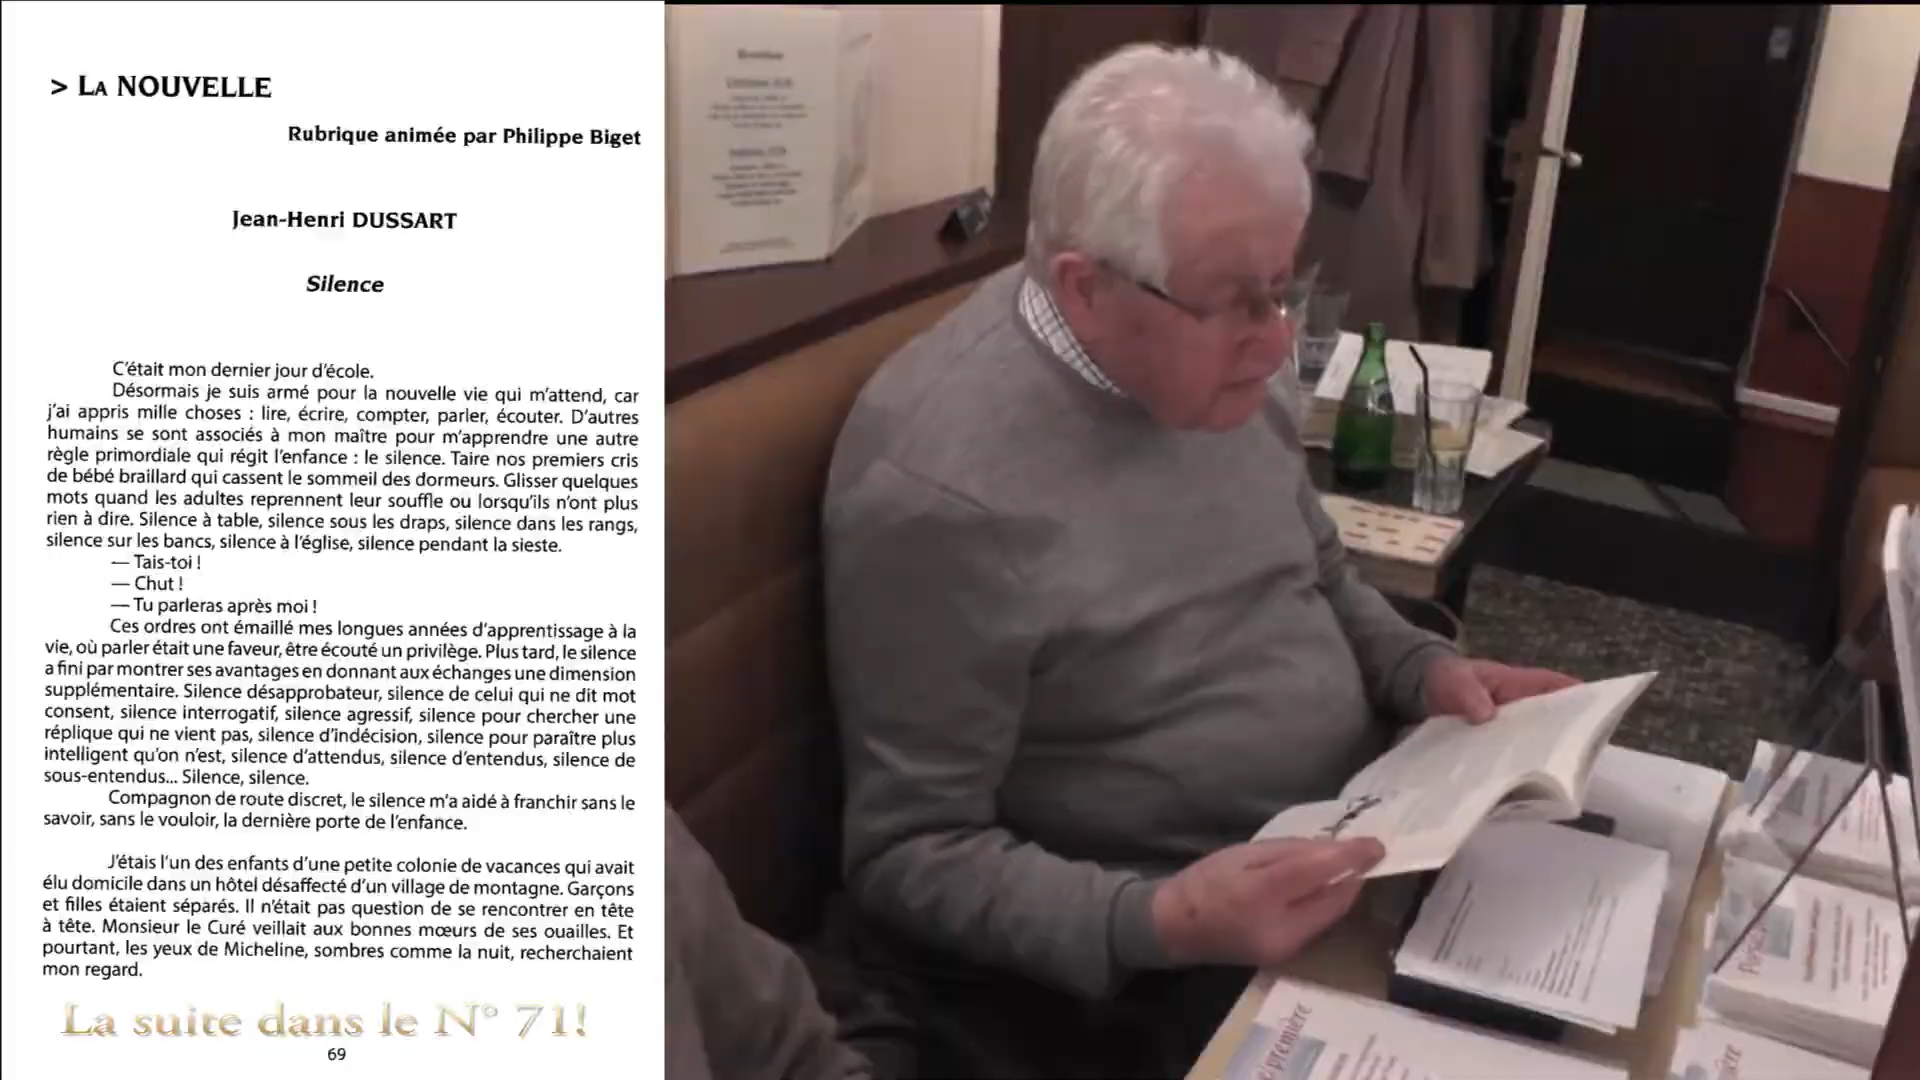 > LA NOUVELLE
Rubrique animée par Philippe Biget
Jean-Henri DUSSART
Silence
C'était mon dernier jour d'école.
Désormais je suis armé pour la nouvelle vie qui m'attend, car
j'ai appris mille choses : lire, écrire, compter, parler, écouter. D'autres
humains se sont associés à mon maître pour m'apprendre une autre
règle primordiale qui régit l'enfance : le silence. Taire nos premiers cris
de bébé braillard qui cassent le sommeil des dormeurs. Glisser quelques
mots quand les adultes reprennent leur souffle ou lorsqu'ils n'ont plus
rien à dire. Silence à table, silence sous les draps, silence dans les rangs,
silence sur les bancs, silence à l'église, silence pendant la sieste.
— Tais-toi !
— Chut !
— Tu parleras après moi !
Ces ordres ont émaillé mes longues années d'apprentissage à la
vie, où parler était une faveur, être écouté un privilège. Plus tard, le silence
a fini par montrer ses avantages en donnant aux échanges une dimension
supplémentaire. Silence désapprobateur, silence de celui qui ne dit mot
consent, silence interrogatif, silence agressif, silence pour chercher une
réplique qui ne vient pas, silence d'indécision, silence pour paraître plus
intelligent qu'on n'est, silence d'attendus, silence d'entendus, silence de
sous-entendus... Silence, silence.
Compagnon de route discret, le silence m'a aidé à franchir sans le
savoir, sans le vouloir, la dernière porte de l'enfance.
J'étais l'un des enfants d'une petite colonie de vacances qui avait
élu domicile dans un hôtel désaffecté d'un village de montagne. Garçons
et filles étaient séparés. Il n'était pas question de se rencontrer en tête
à tête. Monsieur le Curé veillait aux bonnes mœurs de ses ouailles. Et
pourtant, les yeux de Micheline, sombres comme la nuit, recherchaient
mon regard.
La suite dans le N° 71!
69
première